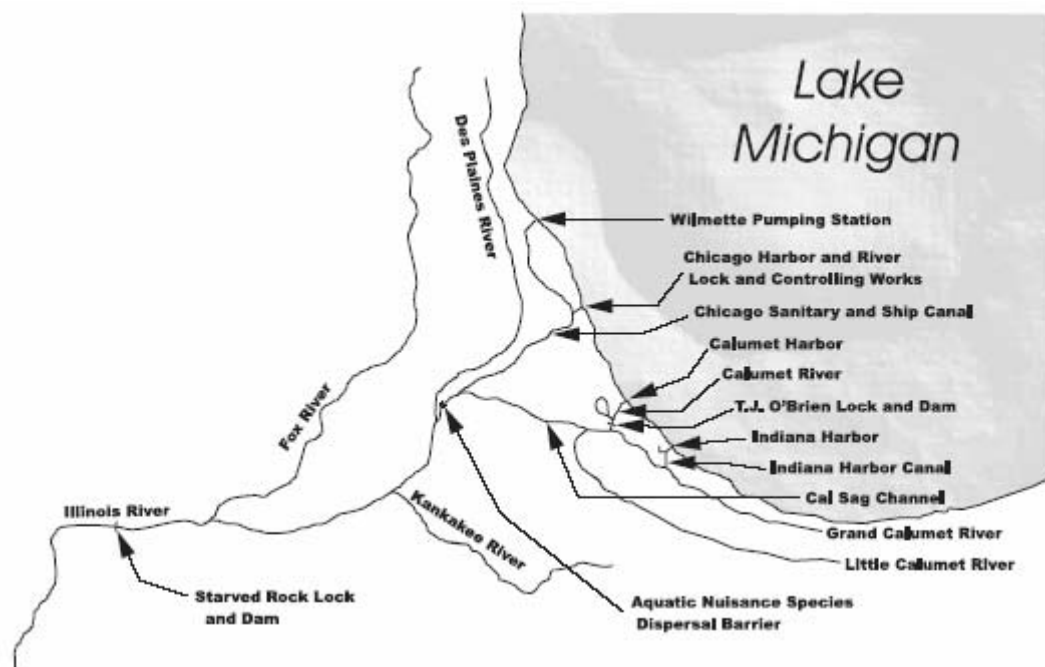 Lake
Michigan
Des Plaines River
Wilmette Pumping Station
Chicago Harbor and River
Lock and Controlling Works
Chicago Sanitary and Ship Canal
Calumet Harbor
Calumet River
T.J. O'Brien Lock and Dam
Fox River
Indiana Harbor
Indiana Harbor Canal
Cal Sag Channel
Illinois River
Kankakee River
Grand Calumet River
Little Calumet River
Starved Rock Lock
and Dam
Aquatic Nuisance Species
Dispersal Barrier